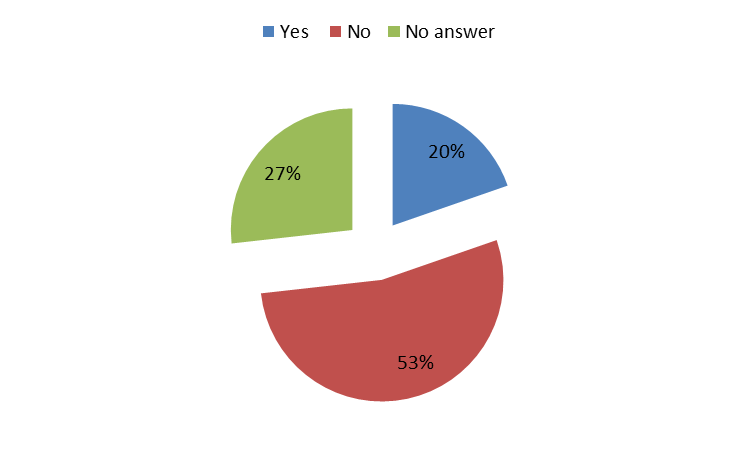 Yes No No answer
20%
27%
53%